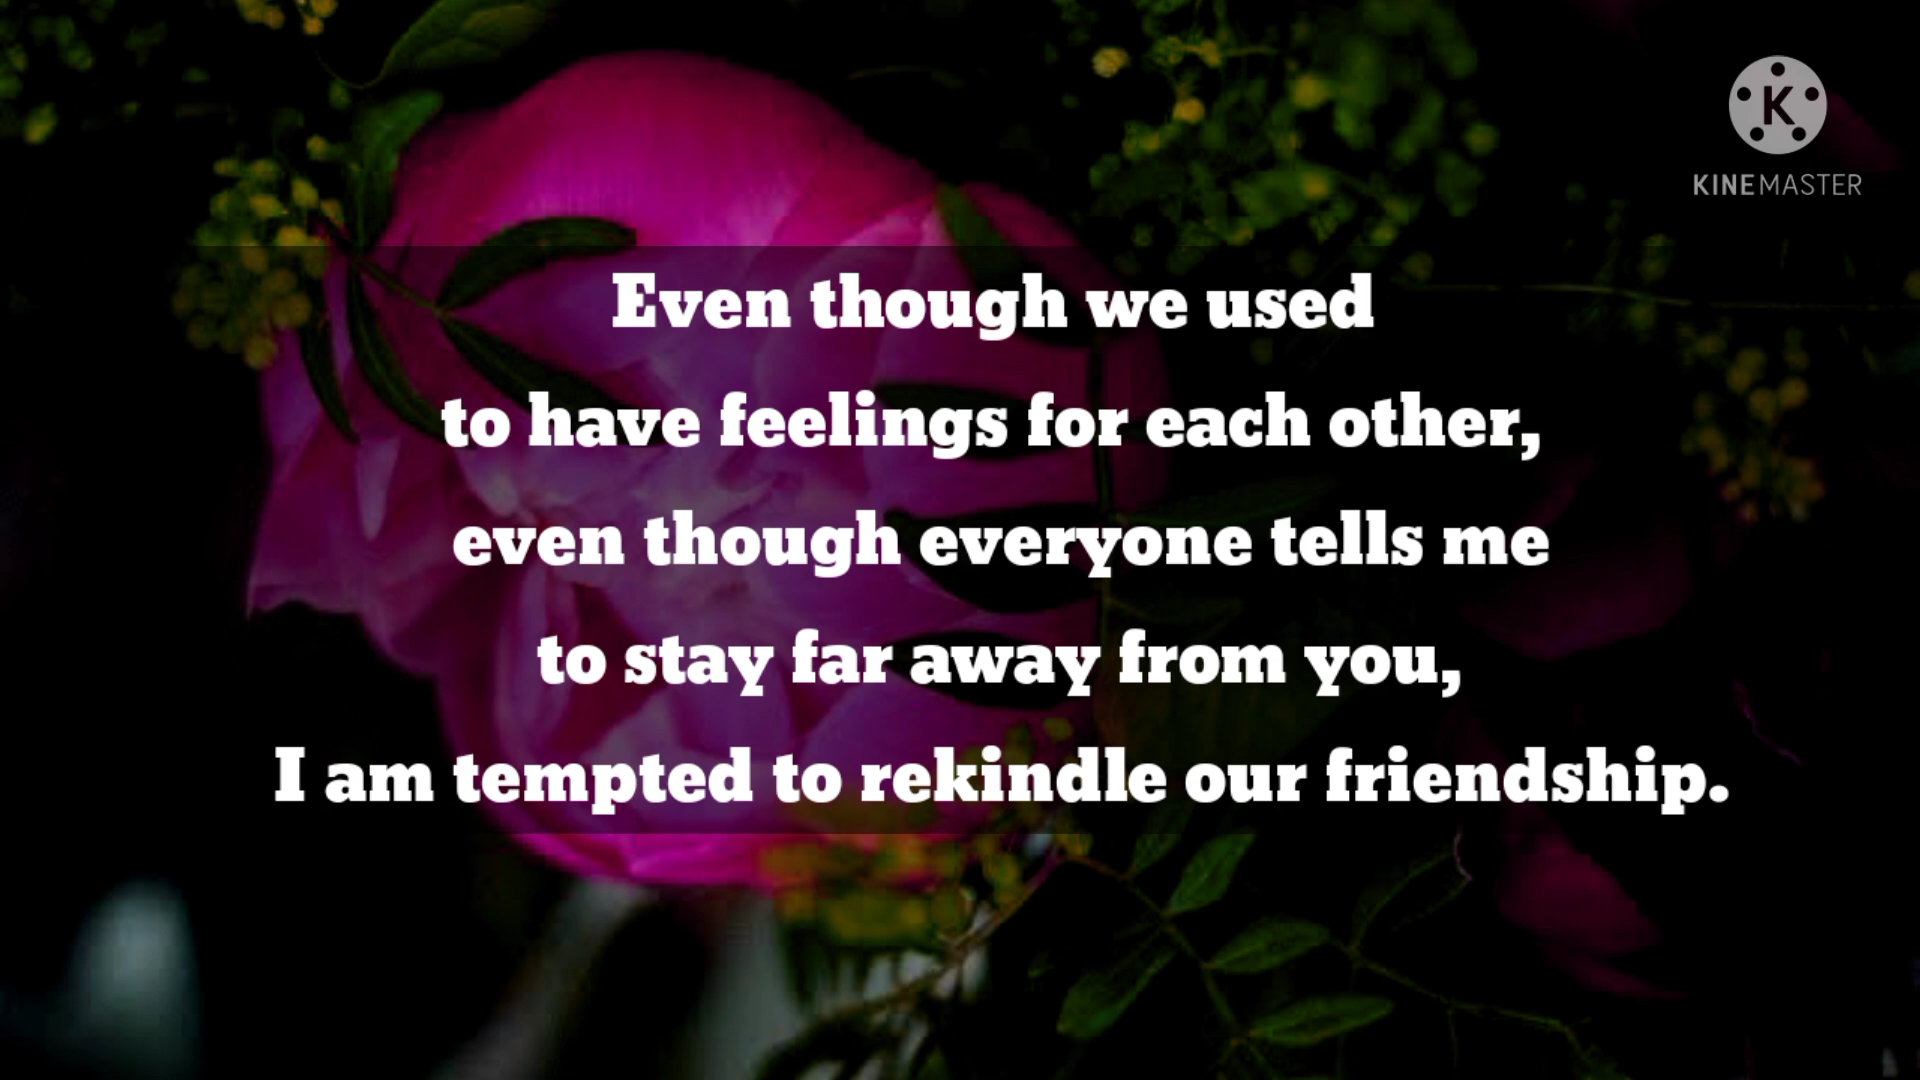 K
KINEMASTER
Even though we used
to have feelings for each other,
even though everyone tells me
to stay far away from you,
I am tempted to rekindle our friendship.